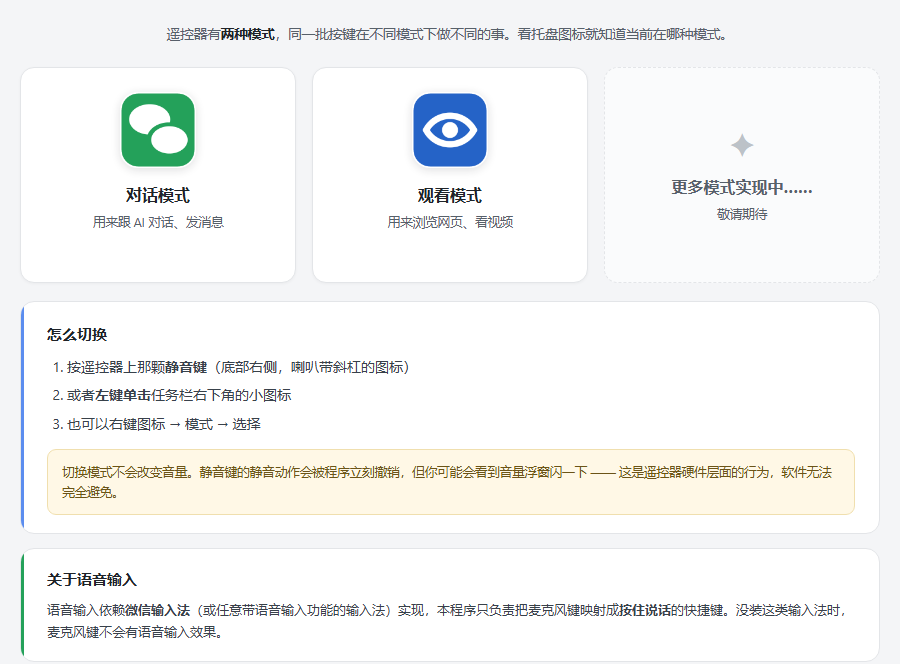 遥控器有两种模式，同一批按键在不同模式下做不同的事。看托盘图标就知道当前在哪种模式。
对话模式
用来跟 AI 对话、发消息
观看模式
用来浏览网页、看视频
更多模式实现中……
敬请期待
怎么切换
1. 按遥控器上那颗静音键（底部右侧，喇叭带斜杠的图标）
2. 或者左键单击任务栏右下角的小图标
3. 也可以右键图标 → 模式 → 选择
切换模式不会改变音量。静音键的静音动作会被程序立刻撤销，但你可能会看到音量浮窗闪一下 —— 这是遥控器硬件层面的行为，软件无法
完全避免。
关于语音输入
语音输入依赖微信输入法（或任意带语音输入功能的输入法）实现，本程序只负责把麦克风键映射成按住说话的快捷键。没装这类输入法时，
麦克风键不会有语音输入效果。